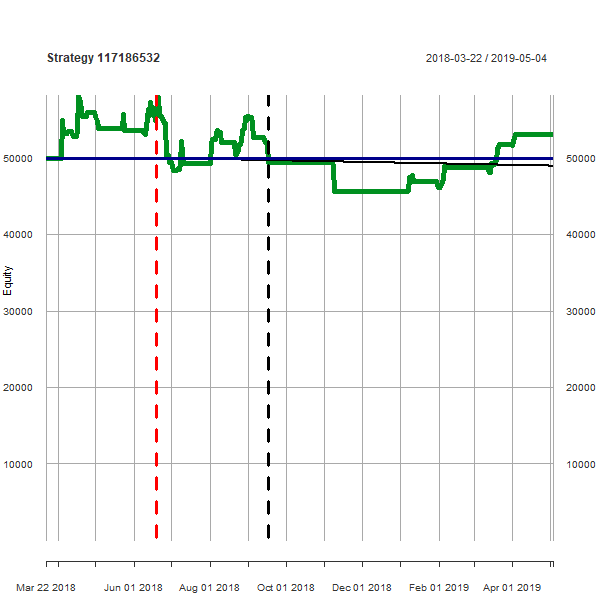 Strategy 117186532
2018-03-22 / 2019-05-04
50000
50000
40000
40000
Equity
30000
30000
20000
20000
10000
10000
Mar 22 2018
Jun 01 2018
Aug 01 2018
Oct 01 2018
Dec 01 2018
Feb 01 2019
Apr 01 2019